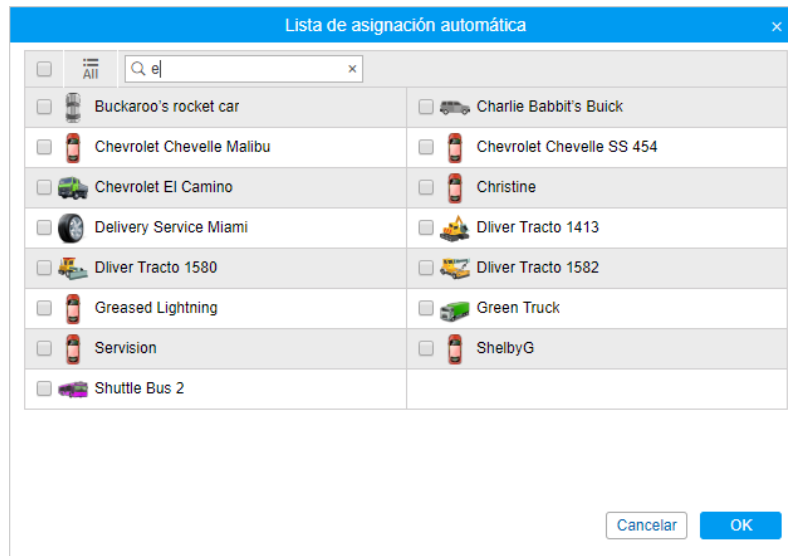 Lista de asignación automática ×
All e ×
Buckaroo's rocket car Charlie Babbit's Buick
Chevrolet Chevelle Malibu Chevrolet Chevelle SS 454
Chevrolet El Camino Christine
Delivery Service Miami Dliver Tracto 1413
Dliver Tracto 1580 Dliver Tracto 1582
Greased Lightning Green Truck
Servision ShelbyG
Shuttle Bus 2
Cancelar OK